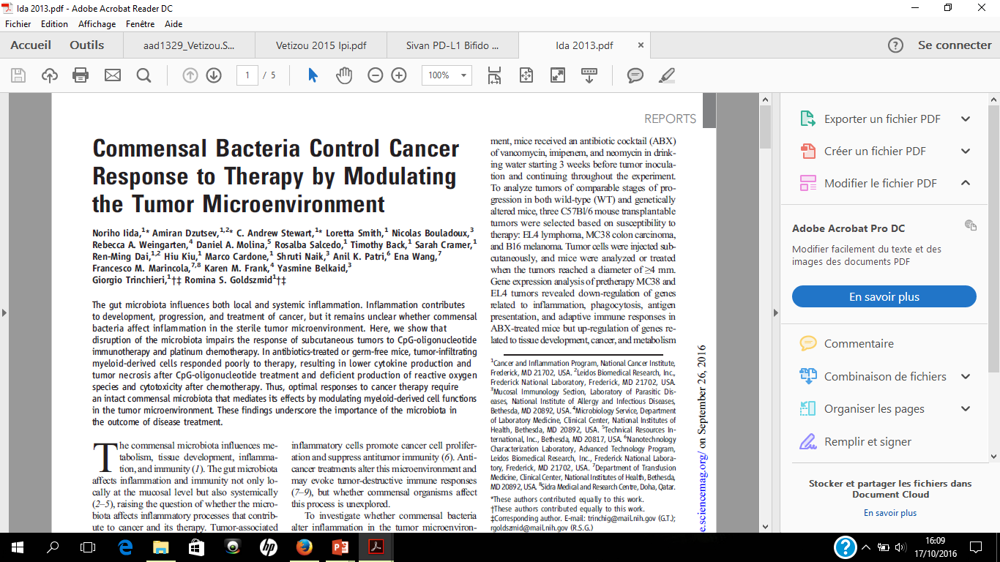 Ida 2013.pdf - Adobe Acrobat Reader DC
Fichier Edition Affichage Fenêtre Aide
Accueil Outils aad1329_Vetizou.S... Vetizou 2015 Ipi.pdf Sivan PD-L1 Bifido ... Ida 2013.pdf × ? Se connecter
1 / 5 100%
REPORTS
Commensal Bacteria Control Cancer
Response to Therapy by Modulating
the Tumor Microenvironment
Noriho Iida,1* Amiran Dzutsev,1,2* C. Andrew Stewart,1* Loretta Smith,1 Nicolas Bouladoux,3
Rebecca A. Weingarten,4 Daniel A. Molina,5 Rosalba Salcedo,1 Timothy Back,1 Sarah Cramer,1
Ren-Ming Dai,1,2 Hiu Kiu,1 Marco Cardone,1 Shruti Naik,3 Anil K. Patri,6 Ena Wang,7
Francesco M. Marincola,7,8 Karen M. Frank,4 Yasmine Belkaid,3
Giorgio Trinchieri,1†‡ Romina S. Goldszmid1†‡
The gut microbiota influences both local and systemic inflammation. Inflammation contributes
to development, progression, and treatment of cancer, but it remains unclear whether commensal
bacteria affect inflammation in the sterile tumor microenvironment. Here, we show that
disruption of the microbiota impairs the response of subcutaneous tumors to CpG-oligonucleotide
immunotherapy and platinum chemotherapy. In antibiotics-treated or germ-free mice, tumor-infiltrating
myeloid-derived cells responded poorly to therapy, resulting in lower cytokine production and
tumor necrosis after CpG-oligonucleotide treatment and deficient production of reactive oxygen
species and cytotoxicity after chemotherapy. Thus, optimal responses to cancer therapy require
an intact commensal microbiota that mediates its effects by modulating myeloid-derived cell functions
in the tumor microenvironment. These findings underscore the importance of the microbiota in
the outcome of disease treatment.
The commensal microbiota influences me-
tabolism, tissue development, inflamma-
tion, and immunity (1). The gut microbiota
affects inflammation and immunity not only lo-
cally at the mucosal level but also systemically
(2–5), raising the question of whether the micro-
biota affects inflammatory processes that contrib-
ute to cancer and its therapy. Tumor-associated
inflammatory cells promote cancer cell prolifer-
ation and suppress antitumor immunity (6). Anti-
cancer treatments alter this microenvironment and
may evoke tumor-destructive immune responses
(7–9), but whether commensal organisms affect
this process is unexplored.
To investigate whether commensal bacteria
alter inflammation in the tumor microenviron-
ment, mice received an antibiotic cocktail (ABX)
of vancomycin, imipenem, and neomycin in drink-
ing water starting 3 weeks before tumor inocula-
tion and continuing throughout the experiment.
To analyze tumors of comparable stages of pro-
gression in both wild-type (WT) and genetically
altered mice, three C57Bl/6 mouse transplantable
tumors were selected based on susceptibility to
therapy: EL4 lymphoma, MC38 colon carcinoma,
and B16 melanoma. Tumor cells were injected sub-
cutaneously, and mice were analyzed or treated
when the tumors reached a diameter of ≥4 mm.
Gene expression analysis of pretherapy MC38 and
EL4 tumors revealed down-regulation of genes
related to inflammation, phagocytosis, antigen
presentation, and adaptive immune responses in
ABX-treated mice but up-regulation of genes re-
lated to tissue development, cancer, and metabolism
1Cancer and Inflammation Program, National Cancer Institute,
Frederick, MD 21702, USA. 2Leidos Biomedical Research, Inc.,
Frederick National Laboratory, Frederick, MD 21702, USA.
3Mucosal Immunology Section, Laboratory of Parasitic Dis-
eases, National Institute of Allergy and Infectious Diseases,
Bethesda, MD 20892, USA. 4Microbiology Service, Department
of Laboratory Medicine, Clinical Center, National Institutes of
Health, Bethesda, MD 20892, USA. 5Technical Resources In-
ternational, Inc., Bethesda, MD 20817, USA. 6Nanotechnology
Characterization Laboratory, Advanced Technology Program,
Leidos Biomedical Research, Inc., Frederick National Labora-
tory, Frederick, MD 21702, USA. 7Department of Transfusion
Medicine, Clinical Center, National Institutes of Health, Bethesda,
MD 20892, USA. 8Sidra Medical and Research Centre, Doha, Qatar.
*These authors contributed equally to this work.
†These authors contributed equally to this work.
‡Corresponding author. E-mail: trinchig@mail.nih.gov (G.T.);
rgoldszmid@mail.nih.gov (R.S.G.)
e.sciencemag.org/ on September 26, 2016
Exporter un fichier PDF
Créer un fichier PDF
Modifier le fichier PDF
Adobe Acrobat Pro DC
Modifier facilement du texte et des
images des documents PDF
En savoir plus
Commentaire
Combinaison de fichiers
Organiser les pages
Remplir et signer
Stocker et partager les fichiers dans
Document Cloud
En savoir plus
16:09
17/10/2016